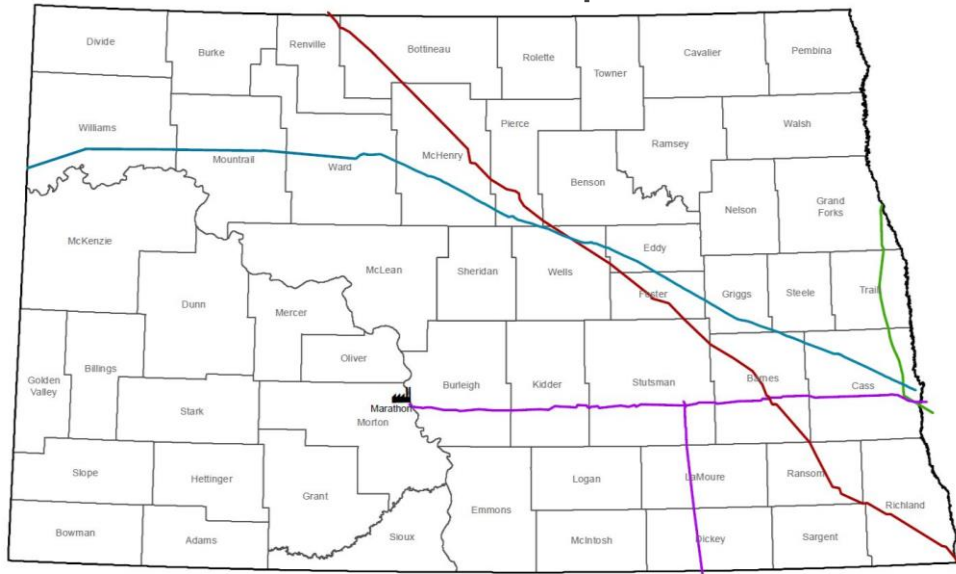 Divide
Burke
Renville
Bottineau
Rolette
Towner
Cavalier
Pembina
Williams
Mountrail
Ward
McHenry
Pierce
Benson
Ramsey
Walsh
Nelson
Grand
Forks
McKenzie
Dunn
McLean
Mercer
Sheridan
Wells
Eddy
Foster
Griggs
Steele
Traill
Golden
Valley
Billings
Stark
Oliver
Marathon
Morton
Burleigh
Kidder
Stutsman
Barnes
Cass
Slope
Hettinger
Grant
Emmons
Logan
LaMoure
Ransom
Richland
Bowman
Adams
Sioux
McIntosh
Dickey
Sargent